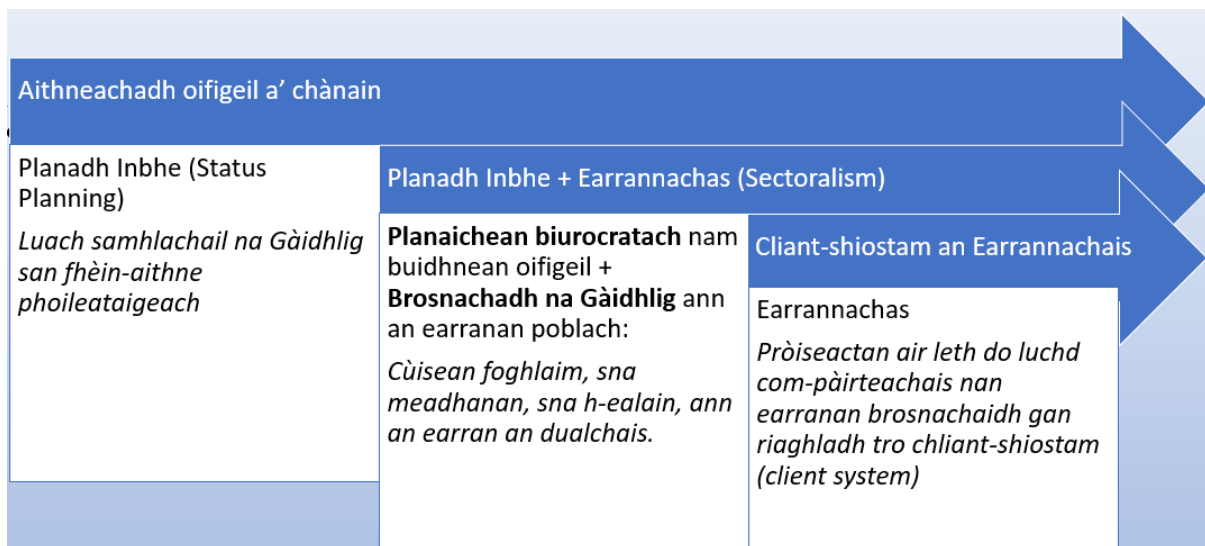 Aithneachadh oifigeil a’ chànain
Planadh Inbhe (Status
Planning)
Luach samhlachail na Gàidhlig
san fhèin-aithne
phoileataigeach
Planadh Inbhe + Earrannachas (Sectoralism)
Planaichean biurocratach nam
buidhnean oifigeil +
Brosnachadh na Gàidhlig ann
an earranan poblach:
Cùisean foghlaim, sna
meadhanan, sna h-ealain, ann
an earran an dualchais.
Cliant-shiostam an Earrannachais
Earrannachas
Pròiseactan air leth do luchd
com-pàirteachais nan
earranan brosnachaidh gan
riaghladh tro chliant-shiostam
(client system)